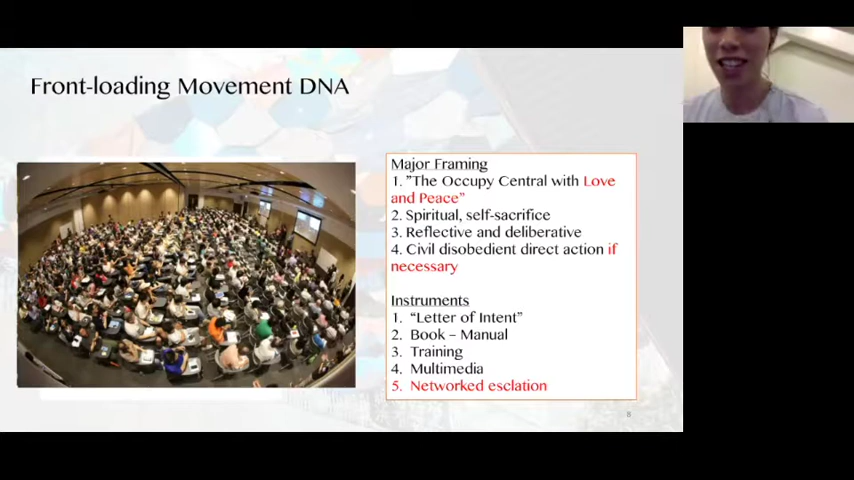 Front-loading Movement DNA
Major Framing
1. ”The Occupy Central with Love
and Peace”
2. Spiritual, self-sacrifice
3. Reflective and deliberative
4. Civil disobedient direct action if
necessary
Instruments
1. “Letter of Intent”
2. Book – Manual
3. Training
4. Multimedia
5. Networked esclation
8